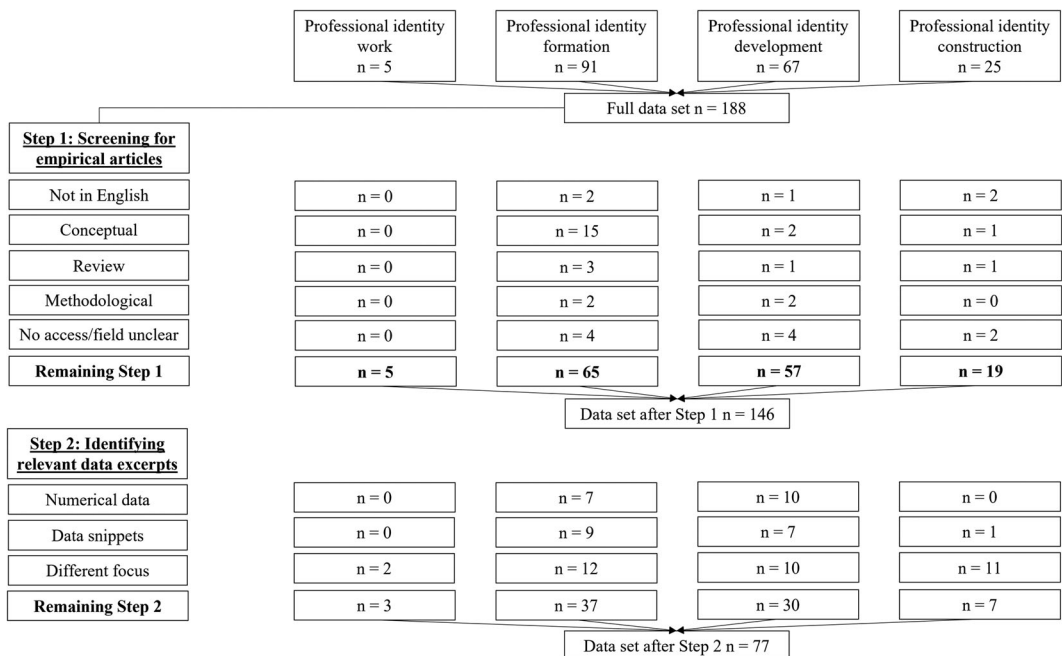 Professional identity work n = 5
Professional identity formation n = 91
Professional identity development n = 67
Professional identity construction n = 25
Full data set n = 188
Step 1: Screening for
empirical articles
Not in English n = 0 n = 2 n = 1 n = 2
Conceptual n = 0 n = 15 n = 2 n = 1
Review n = 0 n = 3 n = 1 n = 1
Methodological n = 0 n = 2 n = 2 n = 0
No access/field unclear n = 0 n = 4 n = 4 n = 2
Remaining Step 1 n = 5 n = 65 n = 57 n = 19
Data set after Step 1 n = 146
Step 2: Identifying
relevant data excerpts
Numerical data n = 0 n = 7 n = 10 n = 0
Data snippets n = 0 n = 9 n = 7 n = 1
Different focus n = 2 n = 12 n = 10 n = 11
Remaining Step 2 n = 3 n = 37 n = 30 n = 7
Data set after Step 2 n = 77